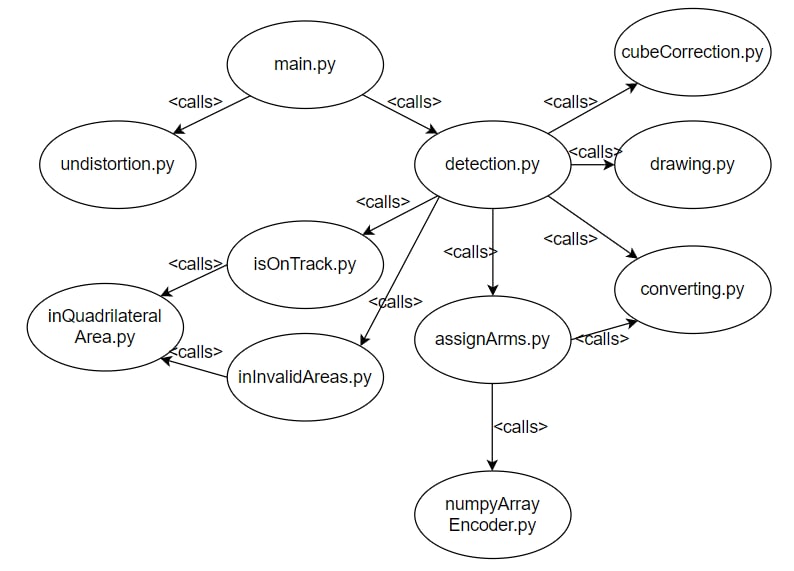 main.py
cubeCorrection.py
<calls>
<calls>
<calls>
undistortion.py
detection.py
<calls>
drawing.py
<calls>
isOnTrack.py
<calls>
<calls>
<calls>
converting.py
<calls>
inQuadrilateral
Area.py
assignArms.py
<calls>
<calls>
inInvalidAreas.py
<calls>
numpyArray
Encoder.py